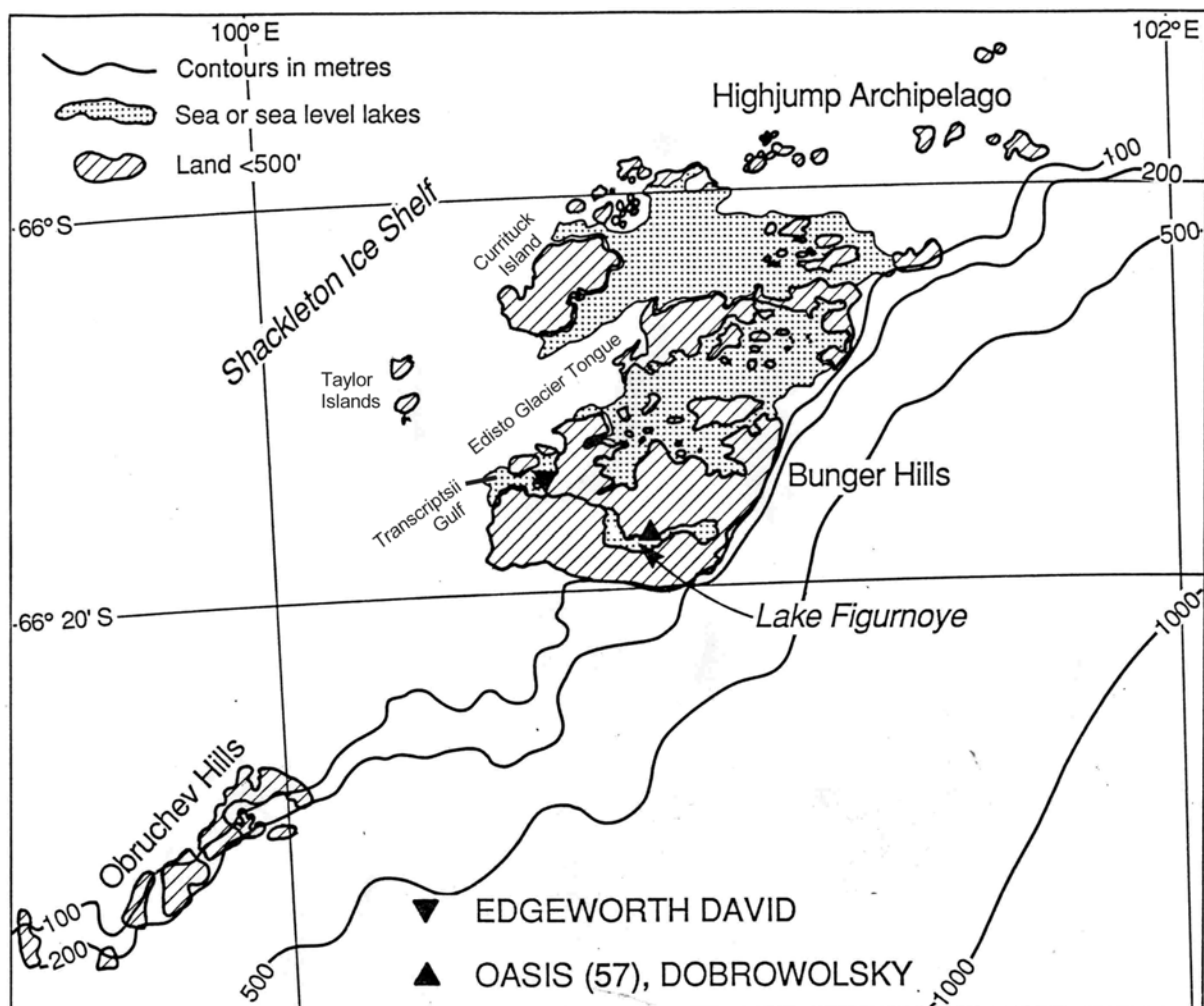 100° E
102° E
Contours in metres
Sea or sea level lakes
Land <500'
Highjump Archipelago
100
200
500
66° S
Shackleton Ice Shelf
Currituck
Island
Taylor
Islands
Edisto Glacier Tongue
Transcriptsii
Gulf
Bunger Hills
66° 20' S
Lake Figurnoye
1000
Obruchev Hills
100
200
500
1000
EDGEWORTH DAVID
OASIS (57), DOBROWOLSKY